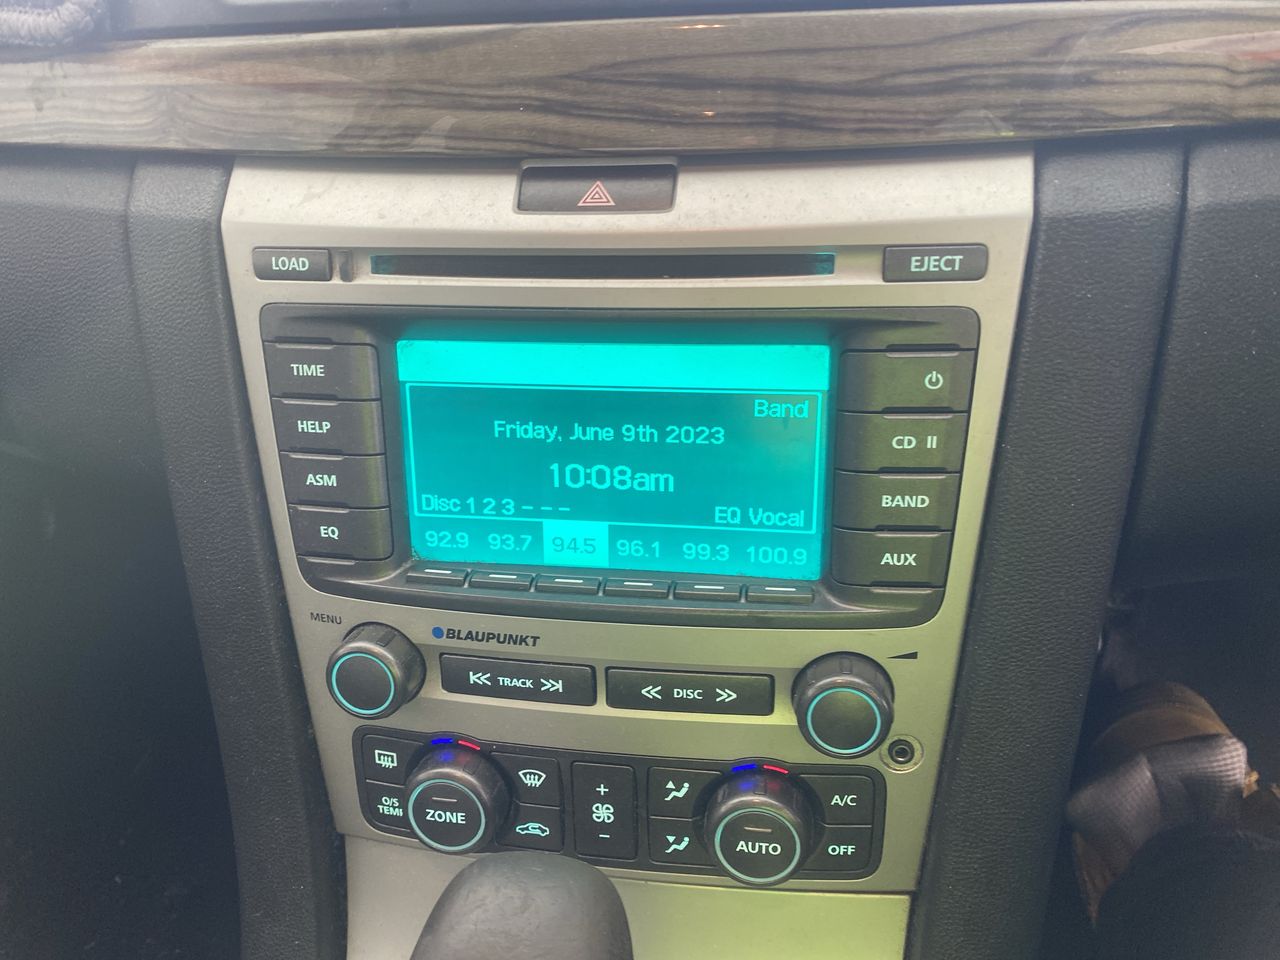 LOAD
EJECT
TIME
HELP
ASM
EQ
Band
Friday, June 9th 2023
10:08am
Disc 1 2 3 - - -
EQ Vocal
92.9 93.7 94.5 96.1 99.3 100.9
CD II
BAND
AUX
MENU
BLAUPUNKT
TRACK
DISC
O/S
TEMP
ZONE
+
-
AUTO
A/C
OFF